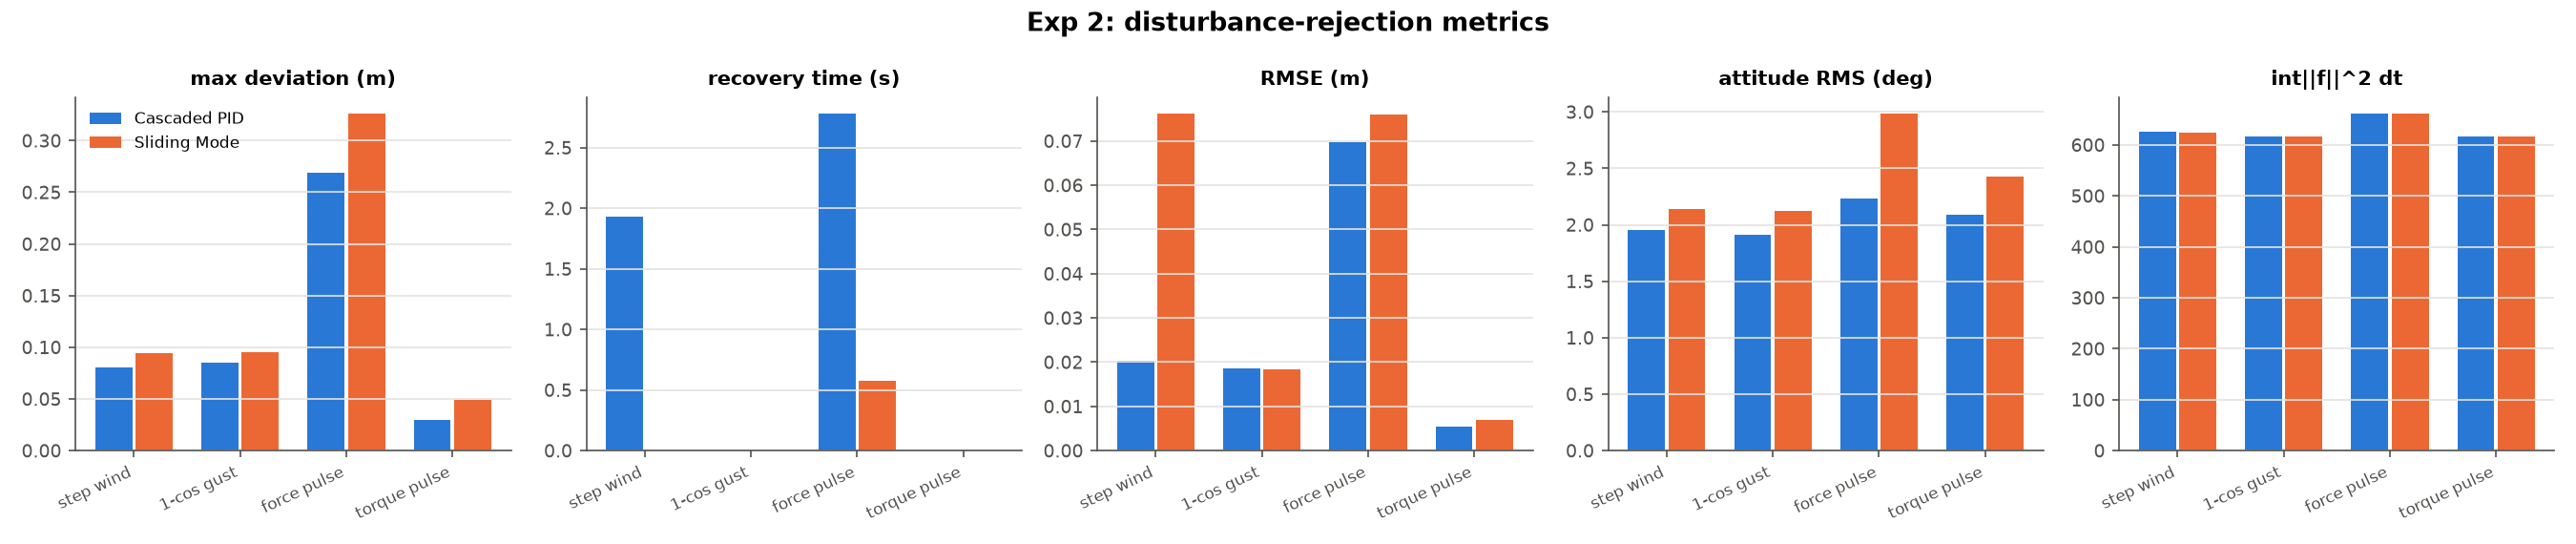 Exp 2: disturbance-rejection metrics
max deviation (m)
Cascaded PID
Sliding Mode
0.30
0.25
0.20
0.15
0.10
0.05
0.00
step wind
1-cos gust
force pulse
torque pulse
recovery time (s)
2.5
2.0
1.5
1.0
0.5
0.0
step wind
1-cos gust
force pulse
torque pulse
RMSE (m)
0.07
0.06
0.05
0.04
0.03
0.02
0.01
0.00
step wind
1-cos gust
force pulse
torque pulse
attitude RMS (deg)
3.0
2.5
2.0
1.5
1.0
0.5
0.0
step wind
1-cos gust
force pulse
torque pulse
int||f||^2 dt
600
500
400
300
200
100
0
step wind
1-cos gust
force pulse
torque pulse